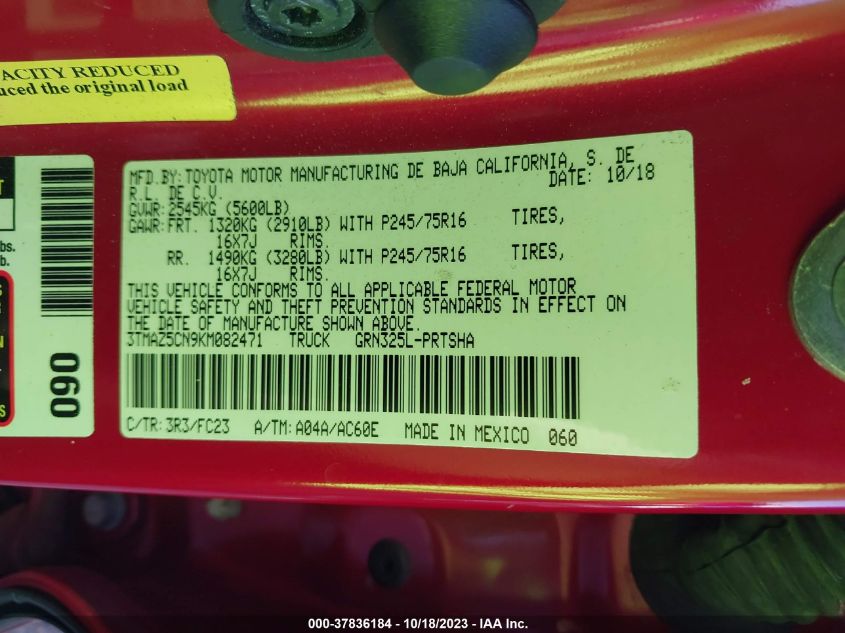 ACITY REDUCED
uced the original load
T
bs.
b.
S
N
S
060
MFD.BY:TOYOTA MOTOR MANUFACTURING DE BAJA CALIFORNIA, S. DE
R.L. DE C.V. DATE: 10/18
GVWR:2545KG (5600LB)
GAWR:FRT. 1320KG (2910LB) WITH P245/75R16 TIRES,
16X7J RIMS.
RR. 1490KG (3280LB) WITH P245/75R16 TIRES,
16X7J RIMS.
THIS VEHICLE CONFORMS TO ALL APPLICABLE FEDERAL MOTOR
VEHICLE SAFETY AND THEFT PREVENTION STANDARDS IN EFFECT ON
THE DATE OF MANUFACTURE SHOWN ABOVE.
3TMAZ5CN9KM082471 TRUCK GRN325L-PRTSHA
C/TR:3R3/FC23 A/TM:A04A/AC60E MADE IN MEXICO 060
000-37836184 - 10/18/2023 - IAA Inc.